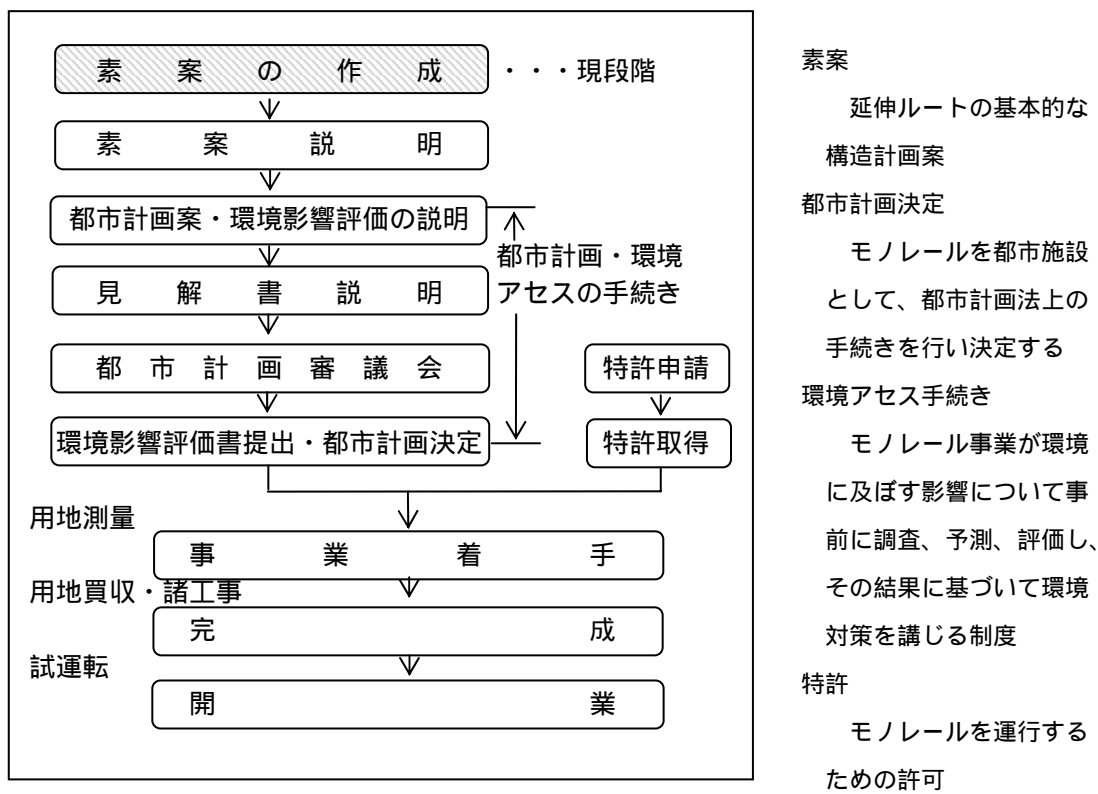 素案の作成 ・・・現段階
素案説明
都市計画案・環境影響評価の説明
都市計画・環境
アセスの手続き
見解書説明
都市計画審議会
特許申請
環境影響評価書提出・都市計画決定
特許取得
用地測量
事業着手
用地買収・諸工事
完成
試運転
開業
素案
延伸ルートの基本的な
構造計画案
都市計画決定
モノレールを都市施設
として、都市計画法上の
手続きを行い決定する
環境アセス手続き
モノレール事業が環境
に及ぼす影響について事
前に調査、予測、評価し、
その結果に基づいて環境
対策を講じる制度
特許
モノレールを運行する
ための許可